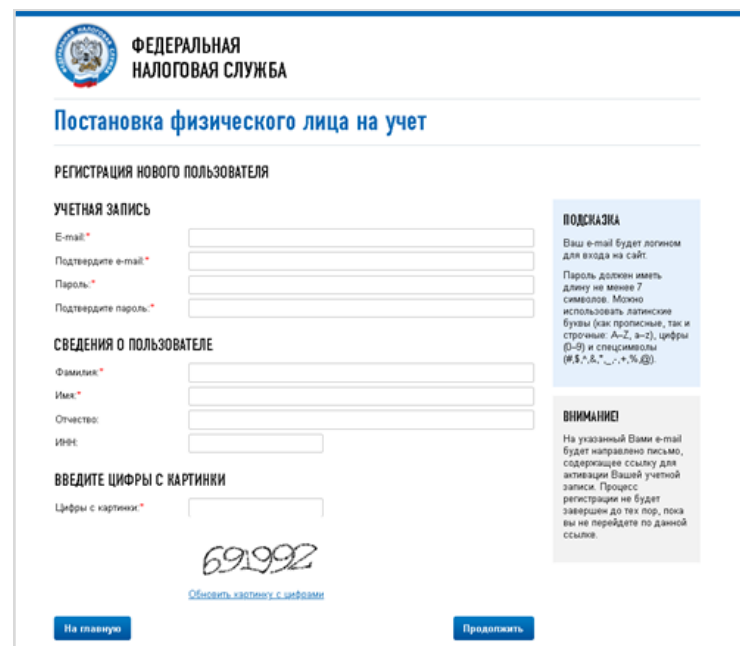 ФЕДЕРАЛЬНАЯ
НАЛОГОВАЯ СЛУЖБА
Постановка физического лица на учет
РЕГИСТРАЦИЯ НОВОГО ПОЛЬЗОВАТЕЛЯ
УЧЕТНАЯ ЗАПИСЬ
E-mail:*
Подтвердите e-mail:*
Пароль:*
Подтвердите пароль:*
СВЕДЕНИЯ О ПОЛЬЗОВАТЕЛЕ
Фамилия:*
Имя:*
Отчество:
ИНН:
ВВЕДИТЕ ЦИФРЫ С КАРТИНКИ
Цифры с картинки:*
691992
Обновить картинку с цифрами
На главную
Продолжить
ПОДСКАЗКА
Ваш e-mail будет логином
для входа на сайт.
Пароль должен иметь
длину не менее 7
символов. Можно
использовать латинские
буквы (как прописные, так и
строчные: A–Z, a–z), цифры
(0–9) и спецсимволы
(#,$,^,&,*,_,-,+,%,@).
ВНИМАНИЕ!
На указанный Вами e-mail
будет направлено письмо,
содержащее ссылку для
активации Вашей учетной
записи. Процесс
регистрации не будет
завершен до тех пор, пока
вы не перейдете по данной
ссылке.